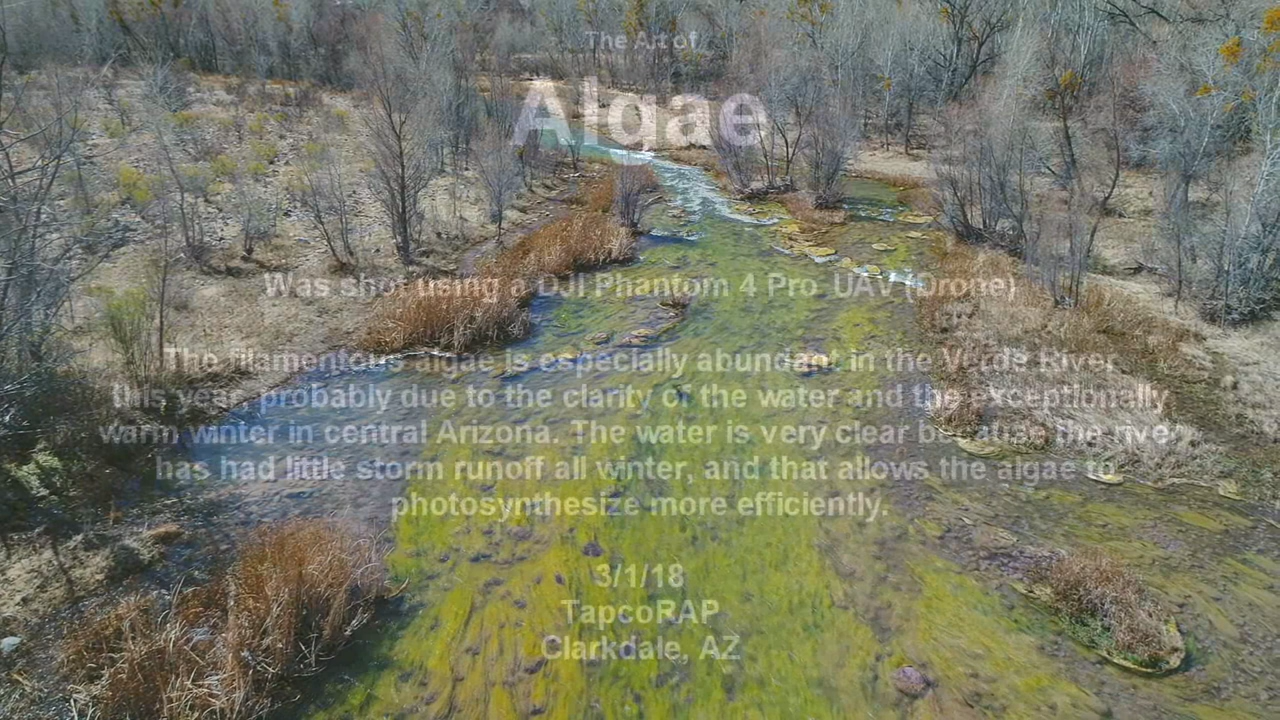 The Art of
Algae
Was shot using a DJI Phantom 4 Pro UAV (drone)
The filamentous algae is especially abundant in the Verde River
this year, probably due to the clarity of the water and the exceptionally
warm winter in central Arizona. The water is very clear because the river
has had little storm runoff all winter, and that allows the algae to
photosynthesize more efficiently.
3/1/18
TapcoRAP
Clarkdale, AZ